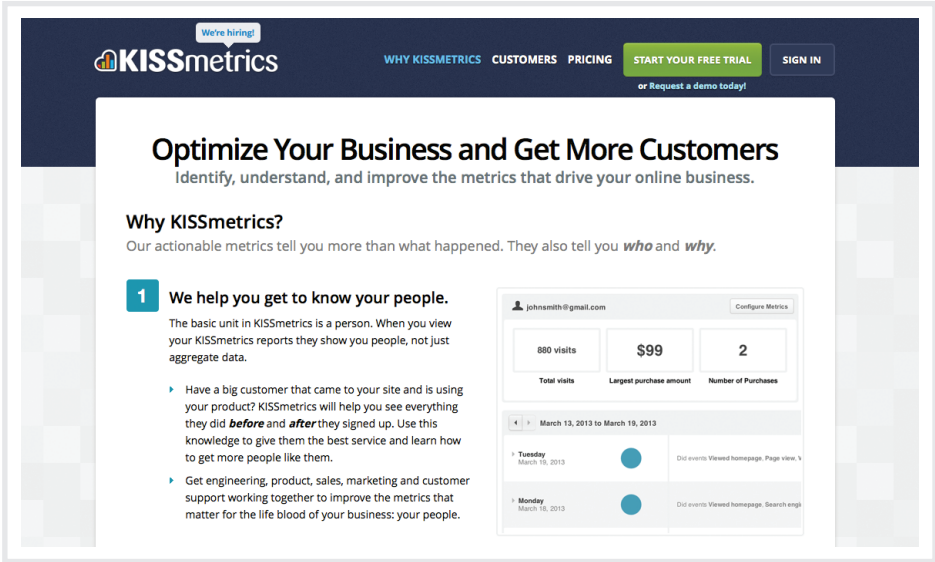 We're hiring!
KISSmetrics
WHY KISSMETRICS CUSTOMERS PRICING START YOUR FREE TRIAL SIGN IN
or Request a demo today!
Optimize Your Business and Get More Customers
Identify, understand, and improve the metrics that drive your online business.
Why KISSmetrics?
Our actionable metrics tell you more than what happened. They also tell you who and why.
1
We help you get to know your people.
The basic unit in KISSmetrics is a person. When you view
your KISSmetrics reports they show you people, not just
aggregate data.
Have a big customer that came to your site and is using
your product? KISSmetrics will help you see everything
they did before and after they signed up. Use this
knowledge to give them the best service and learn how
to get more people like them.
Get engineering, product, sales, marketing and customer
support working together to improve the metrics that
matter for the life blood of your business: your people.
johnsmith@gmail.com Configure Metrics
880 visits $99 2
Total visits Largest purchase amount Number of Purchases
March 13, 2013 to March 19, 2013
Tuesday
March 19, 2013
Did events Viewed homepage, Page view,
Monday
March 18, 2013
Did events Viewed homepage, Search engi